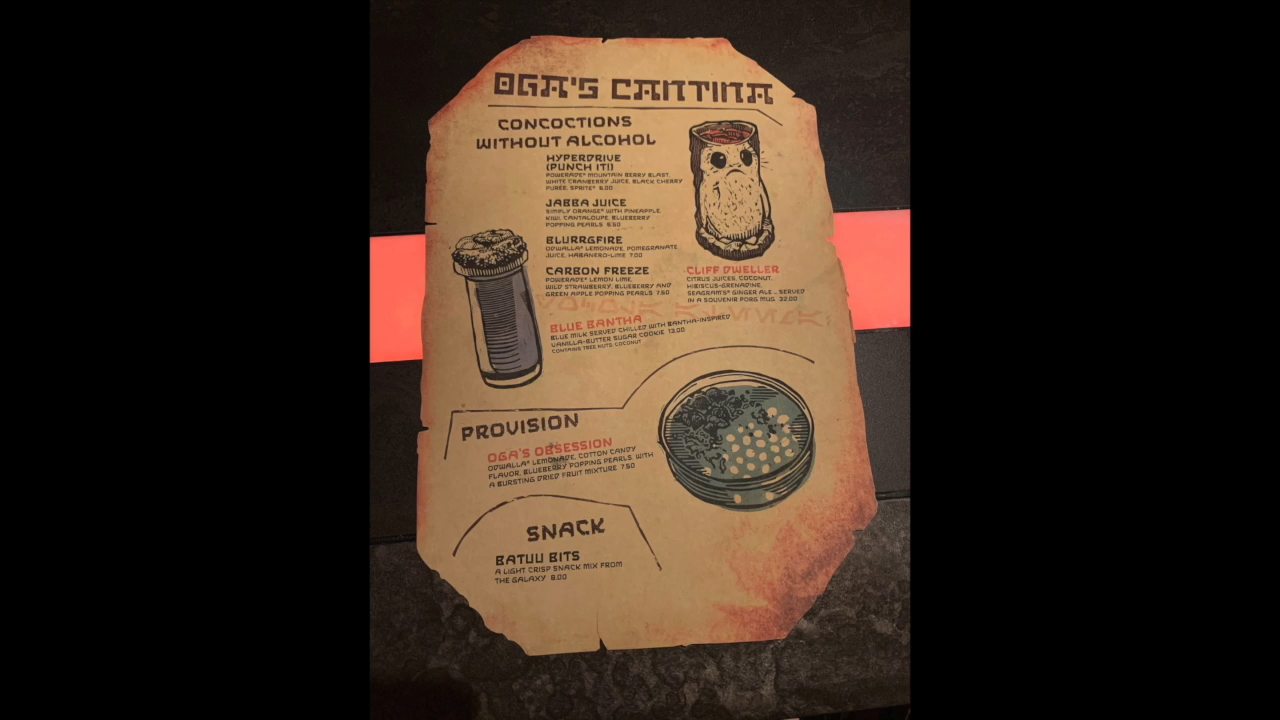 OGA'S CANTINA
CONCOCTIONS
WITHOUT ALCOHOL
HYPERDRIVE
(PUNCH IT!)
POWERADE® MOUNTAIN BERRY BLAST,
WHITE CRANBERRY JUICE, BLACK CHERRY
PURÉE, SPRITE® 8.00
JABBA JUICE
SIMPLY ORANGE® WITH PINEAPPLE,
KIWI, CANTALOUPE, BLUEBERRY
POPPING PEARLS 6.50
BLURRGFIRE
ODWALLA® LEMONADE, POMEGRANATE
JUICE, HABANERO-LIME 7.00
CARBON FREEZE
POWERADE® LEMON LIME,
WILD STRAWBERRY, BLUEBERRY AND
GREEN APPLE POPPING PEARLS 7.50
CLIFF DWELLER
CITRUS JUICES, COCONUT,
HIBISCUS-GRENADINE,
SEAGRAM'S® GINGER ALE... SERVED
IN A SOUVENIR PORG MUG 32.00
BLUE BANTHA
BLUE MILK SERVED CHILLED WITH BANTHA-INSPIRED
VANILLA-BUTTER SUGAR COOKIE 13.00
CONTAINS TREE NUTS: COCONUT
PROVISION
OGA'S OBSESSION
ODWALLA® LEMONADE, COTTON CANDY
FLAVOR, BLUEBERRY POPPING PEARLS, WITH
A BURSTING DRIED FRUIT MIXTURE 7.50
SNACK
BATUU BITS
A LIGHT CRISP SNACK MIX FROM
THE GALAXY 8.00